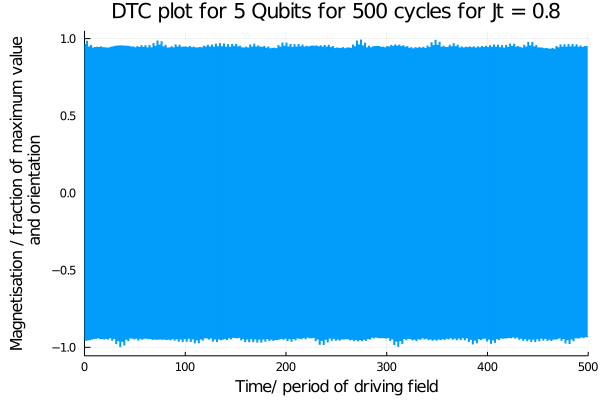 DTC plot for 5 Qubits for 500 cycles for Jt = 0.8
Magnetisation / fraction of maximum value
and orientation
1.0
0.5
0.0
−0.5
−1.0
0
100
200
300
400
500
Time/ period of driving field